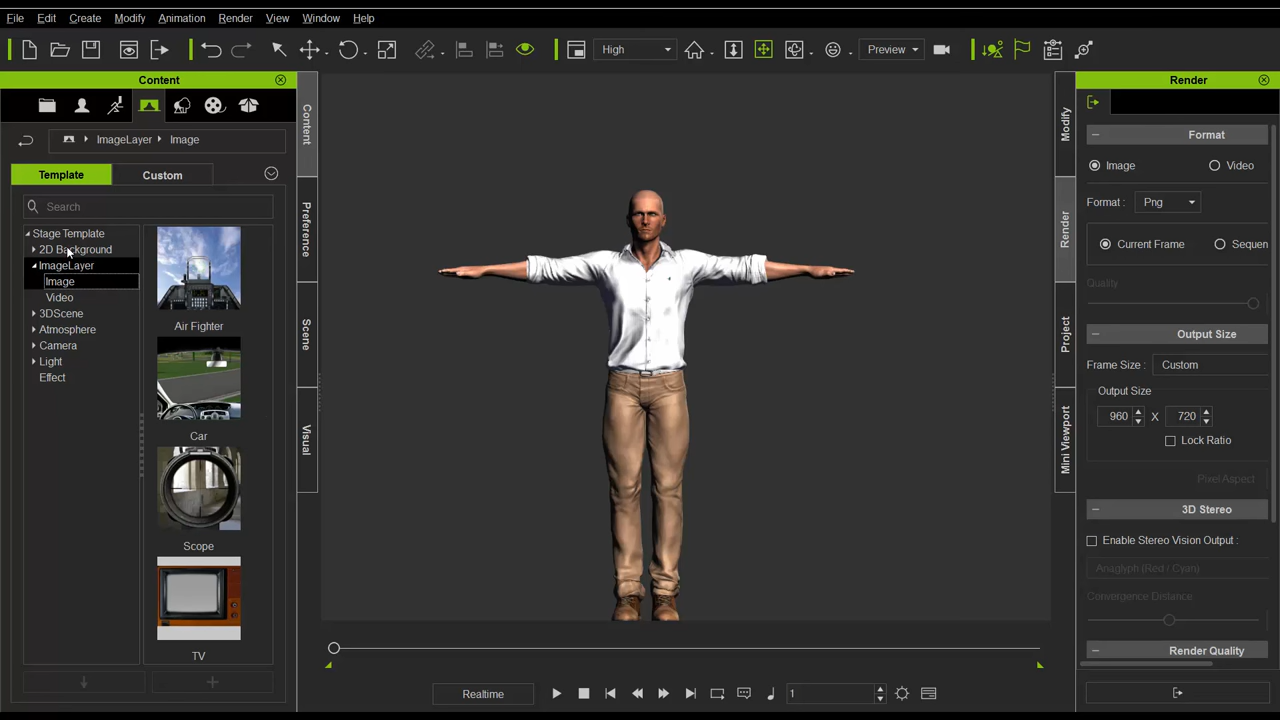 File Edit Create Modify Animation Render View Window Help
High
Preview
Content
Render
Content
Preference
Scene
Visual
Modify
Render
Project
Mini Viewport
ImageLayer Image
Template Custom
Search
Stage Template
2D Background
ImageLayer
Image
Video
3DScene
Atmosphere
Camera
Light
Effect
Air Fighter
Car
Scope
TV
Format
Image Video
Format : Png
Current Frame Sequen
Quality
Output Size
Frame Size : Custom
Output Size
960 X 720
Lock Ratio
Pixel Aspect
3D Stereo
Enable Stereo Vision Output :
Anaglyph (Red / Cyan)
Convergence Distance
Render Quality
Realtime
1